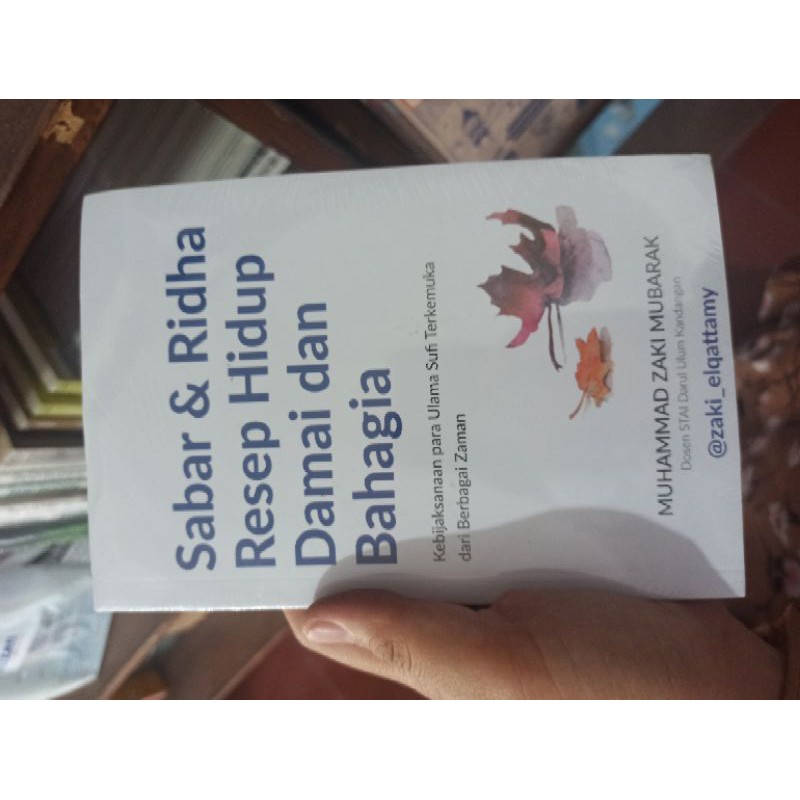 Sabar & Ridha
Resep Hidup
Damai dan
Bahagia
Kebijaksanaan para Ulama Sufi Terkemuka
dari Berbagai Zaman
MUHAMMAD ZAKI MUBARAK
Dosen STAI Darul Ulum Kandangan
@zaki_elqattamy